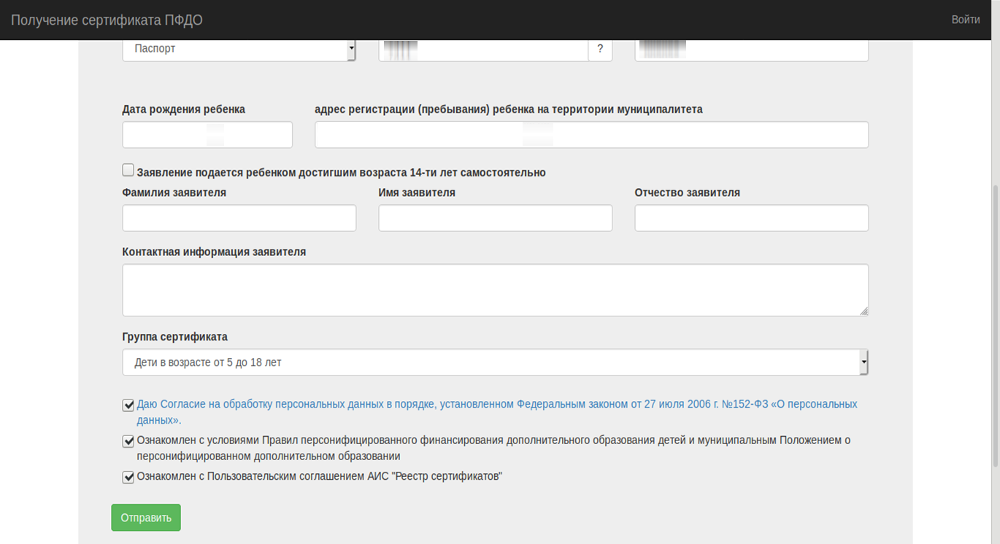 Получение сертификата ПФДО
Войти
Паспорт
?
Дата рождения ребенка
адрес регистрации (пребывания) ребенка на территории муниципалитета
Заявление подается ребенком достигшим возраста 14-ти лет самостоятельно
Фамилия заявителя
Имя заявителя
Отчество заявителя
Контактная информация заявителя
Группа сертификата
Дети в возрасте от 5 до 18 лет
Даю Согласие на обработку персональных данных в порядке, установленном Федеральным законом от 27 июля 2006 г. №152-ФЗ «О персональных
данных».
Ознакомлен с условиями Правил персонифицированного финансирования дополнительного образования детей и муниципальным Положением о
персонифицированном дополнительном образовании
Ознакомлен с Пользовательским соглашением АИС "Реестр сертификатов"
Отправить